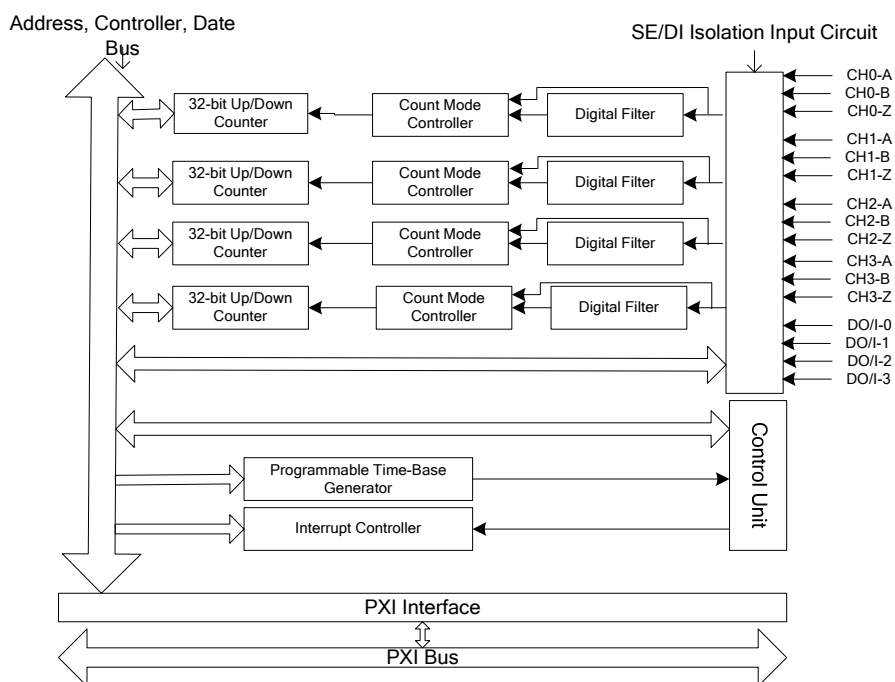 Address, Controller, Date
Bus
SE/DI Isolation Input Circuit
32-bit Up/Down
Counter
Count Mode
Controller
Digital Filter
CH0-A
CH0-B
CH0-Z
32-bit Up/Down
Counter
Count Mode
Controller
Digital Filter
CH1-A
CH1-B
CH1-Z
32-bit Up/Down
Counter
Count Mode
Controller
Digital Filter
CH2-A
CH2-B
CH2-Z
32-bit Up/Down
Counter
Count Mode
Controller
Digital Filter
CH3-A
CH3-B
CH3-Z
DO/I-0
DO/I-1
DO/I-2
DO/I-3
Control Unit
Programmable Time-Base
Generator
Interrupt Controller
PXI Interface
PXI Bus